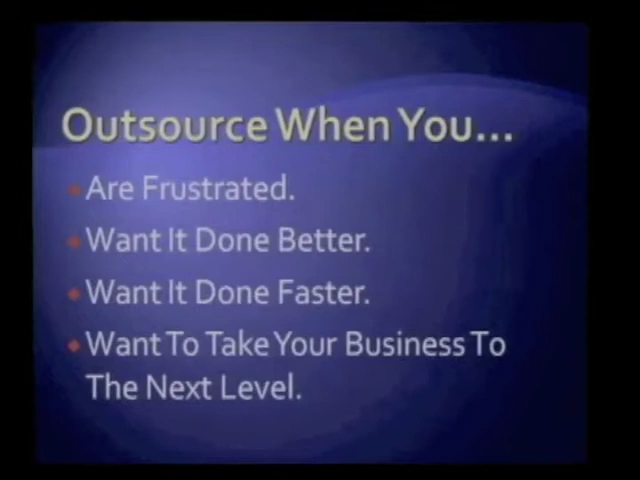 Outsource When You...
Are Frustrated.
Want It Done Better.
Want It Done Faster.
Want To Take Your Business To
The Next Level.